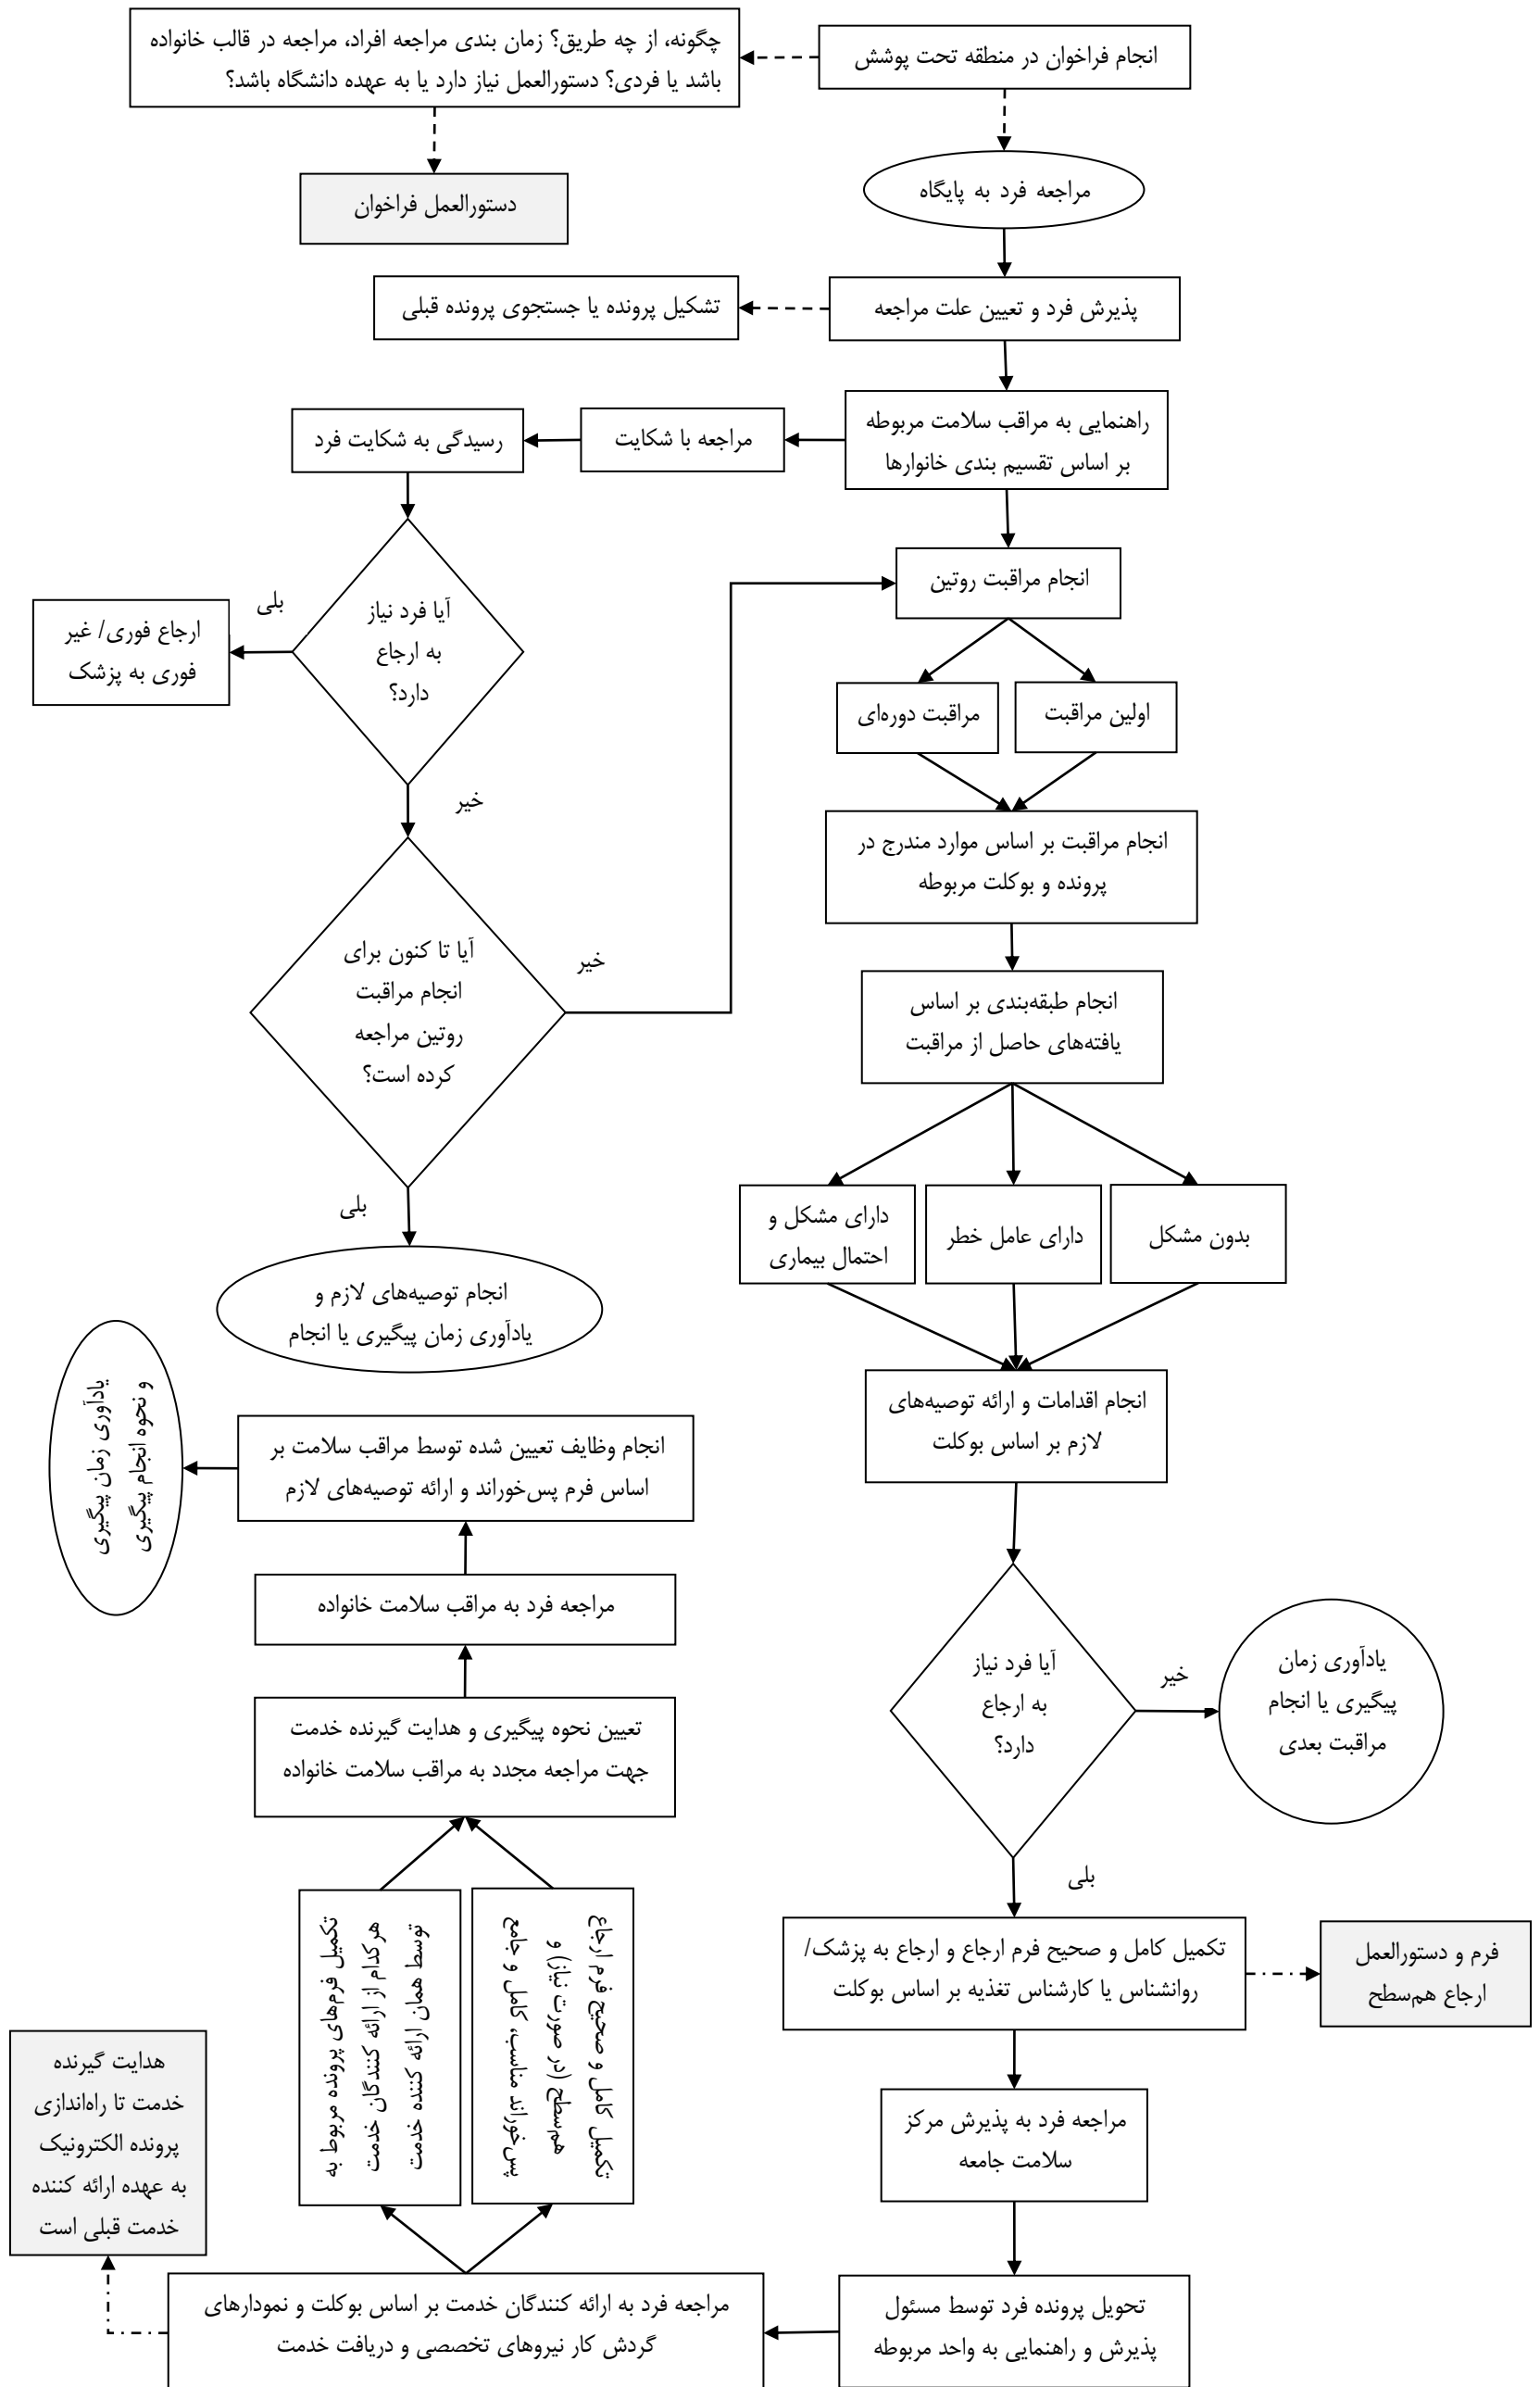 انجام فراخوان در منطقه تحت پوشش
چگونه، از چه طریق؟ زمان بندی مراجعه افراد، مراجعه در قالب خانواده
باشد یا فردی؟ دستورالعمل نیاز دارد یا به عهده دانشگاه باشد؟
دستورالعمل فراخوان
مراجعه فرد به پایگاه
پذیرش فرد و تعیین علت مراجعه
تشکیل پرونده یا جستجوی پرونده قبلی
راهنمایی به مراقب سلامت مربوطه
بر اساس تقسیم بندی خانوارها
مراجعه با شکایت
رسیدگی به شکایت فرد
آیا فرد نیاز
به ارجاع
دارد؟
بلی
ارجاع فوری/ غیر
فوری به پزشک
خیر
آیا تا کنون برای
انجام مراقبت
روتین مراجعه
کرده است؟
خیر
بلی
انجام توصیه‌های لازم و
یادآوری زمان پیگیری یا انجام
انجام مراقبت روتین
اولین مراقبت
مراقبت دوره‌ای
انجام مراقبت بر اساس موارد مندرج در
پرونده و بوکلت مربوطه
انجام طبقه‌بندی بر اساس
یافته‌های حاصل از مراقبت
بدون مشکل
دارای عامل خطر
دارای مشکل و
احتمال بیماری
انجام اقدامات و ارائه توصیه‌های
لازم بر اساس بوکلت
آیا فرد نیاز
به ارجاع
دارد؟
خیر
یادآوری زمان
پیگیری یا انجام
مراقبت بعدی
بلی
تکمیل کامل و صحیح فرم ارجاع و ارجاع به پزشک/
روانشناس یا کارشناس تغذیه بر اساس بوکلت
فرم و دستورالعمل
ارجاع هم‌سطح
مراجعه فرد به پذیرش مرکز
سلامت جامعه
تحویل پرونده فرد توسط مسئول
پذیرش و راهنمایی به واحد مربوطه
مراجعه فرد به ارائه کنندگان خدمت بر اساس بوکلت و نمودارهای
گردش کار نیروهای تخصصی و دریافت خدمت
هدایت گیرنده
خدمت تا راه‌اندازی
پرونده الکترونیک
به عهده ارائه کننده
خدمت قبلی است
تکمیل کامل و صحیح فرم ارجاع
هم‌سطح (در صورت نیاز) و
پس‌خوراند مناسب، کامل و جامع
تکمیل فرم‌های پرونده مربوط به
هرکدام از ارائه کنندگان خدمت
توسط همان ارائه کننده خدمت
تعیین نحوه پیگیری و هدایت گیرنده خدمت
جهت مراجعه مجدد به مراقب سلامت خانواده
مراجعه فرد به مراقب سلامت خانواده
انجام وظایف تعیین شده توسط مراقب سلامت بر
اساس فرم پس‌خوراند و ارائه توصیه‌های لازم
یادآوری زمان پیگیری
و نحوه انجام پیگیری